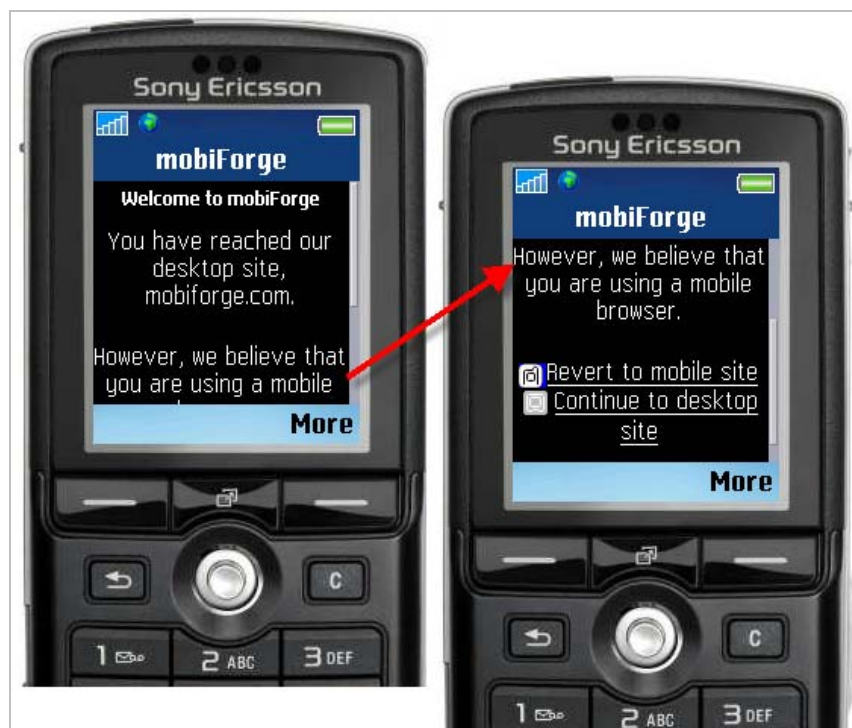 Sony Ericsson
mobiForge
Welcome to mobiForge
You have reached our
desktop site,
mobiforge.com.
However, we believe that
you are using a mobile
More
C
1
2 ABC
3 DEF
Sony Ericsson
mobiForge
However, we believe that
you are using a mobile
browser.
Revert to mobile site
Continue to desktop
site
More
C
1
2 ABC
3 DEF